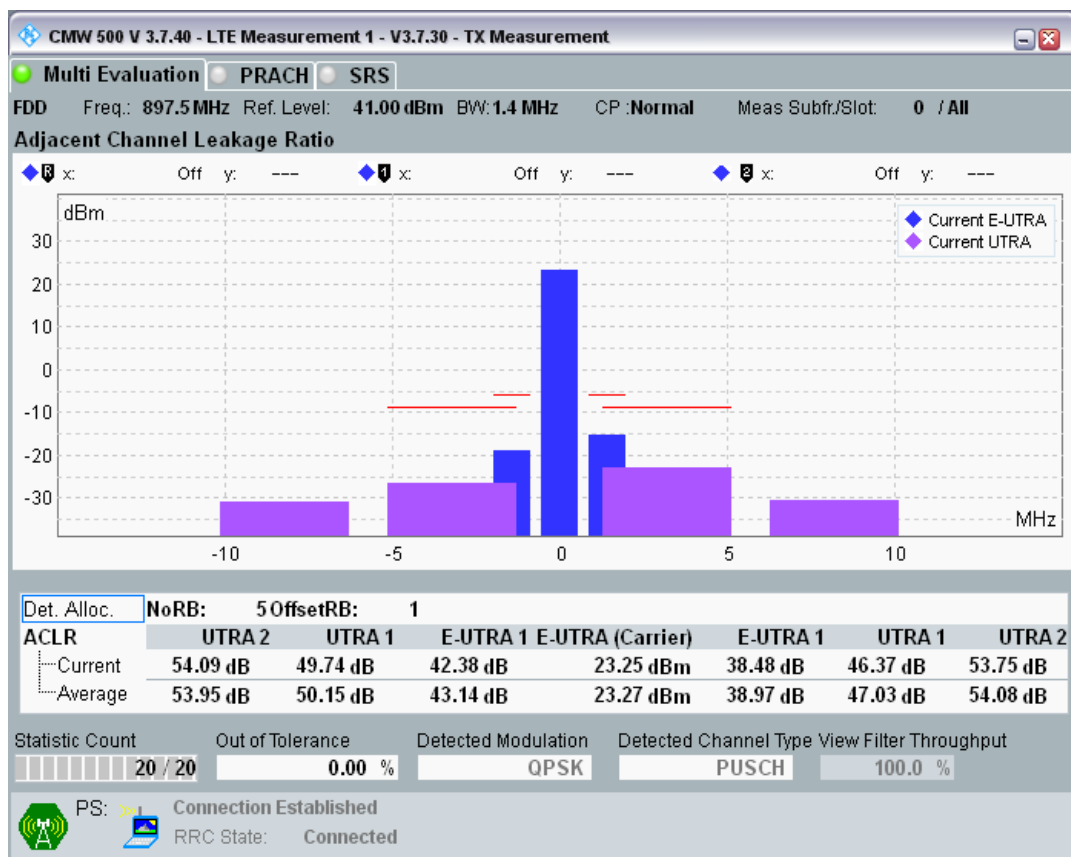 CMW 500 V 3.7.40 - LTE Measurement 1 - V3.7.30 - TX Measurement
Multi Evaluation PRACH SRS
FDD Freq.: 897.5 MHz Ref. Level: 41.00 dBm BW: 1.4 MHz CP :Normal Meas Subfr./Slot: 0 / All
Adjacent Channel Leakage Ratio
R x: Off y: --- 1 x: Off y: --- 2 x: Off y: ---
dBm
Current E-UTRA
Current UTRA
30
20
10
0
-10
-20
-30
MHz
-10 -5 0 5 10
Det. Alloc. NoRB: 5 OffsetRB: 1
ACLR UTRA 2 UTRA 1 E-UTRA 1 E-UTRA (Carrier) E-UTRA 1 UTRA 1 UTRA 2
Current 54.09 dB 49.74 dB 42.38 dB 23.25 dBm 38.48 dB 46.37 dB 53.75 dB
Average 53.95 dB 50.15 dB 43.14 dB 23.27 dBm 38.97 dB 47.03 dB 54.08 dB
Statistic Count Out of Tolerance Detected Modulation Detected Channel Type View Filter Throughput
20 / 20 0.00 % QPSK PUSCH 100.0 %
PS: Connection Established
RRC State: Connected